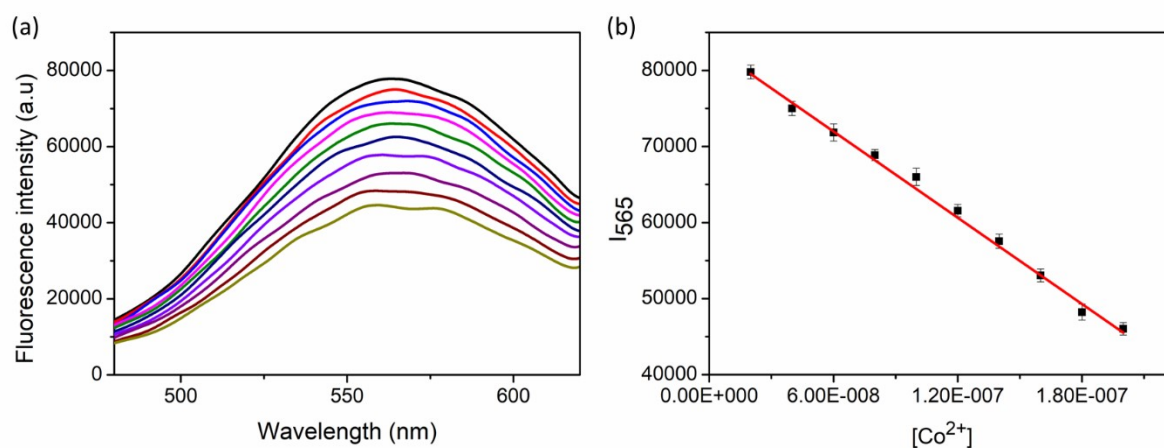 (a)
80000
60000
40000
20000
0
Fluorescence intensity (a.u)
500
550
600
Wavelength (nm)
(b)
80000
70000
60000
50000
40000
I565
0.00E+000
6.00E-008
1.20E-007
1.80E-007
[Co2+]